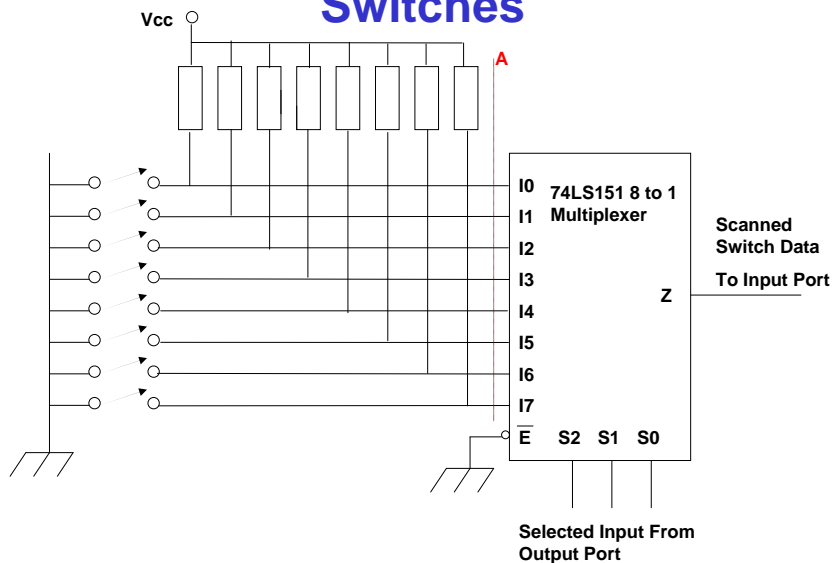 Switches
Vcc
A
I0
74LS151 8 to 1
I1
Multiplexer
I2
I3
I4
I5
I6
I7
E
S2 S1 S0
Z
Scanned
Switch Data
To Input Port
Selected Input From
Output Port